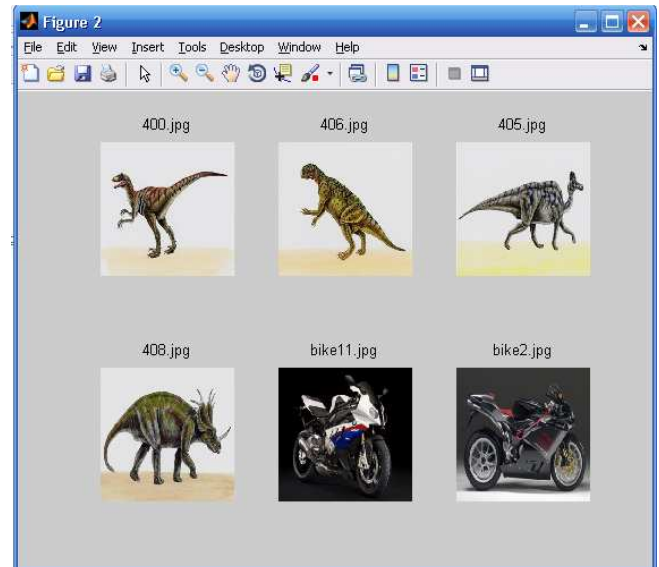 Figure 2
File Edit View Insert Tools Desktop Window Help
400.jpg 406.jpg 405.jpg
408.jpg bike11.jpg bike2.jpg